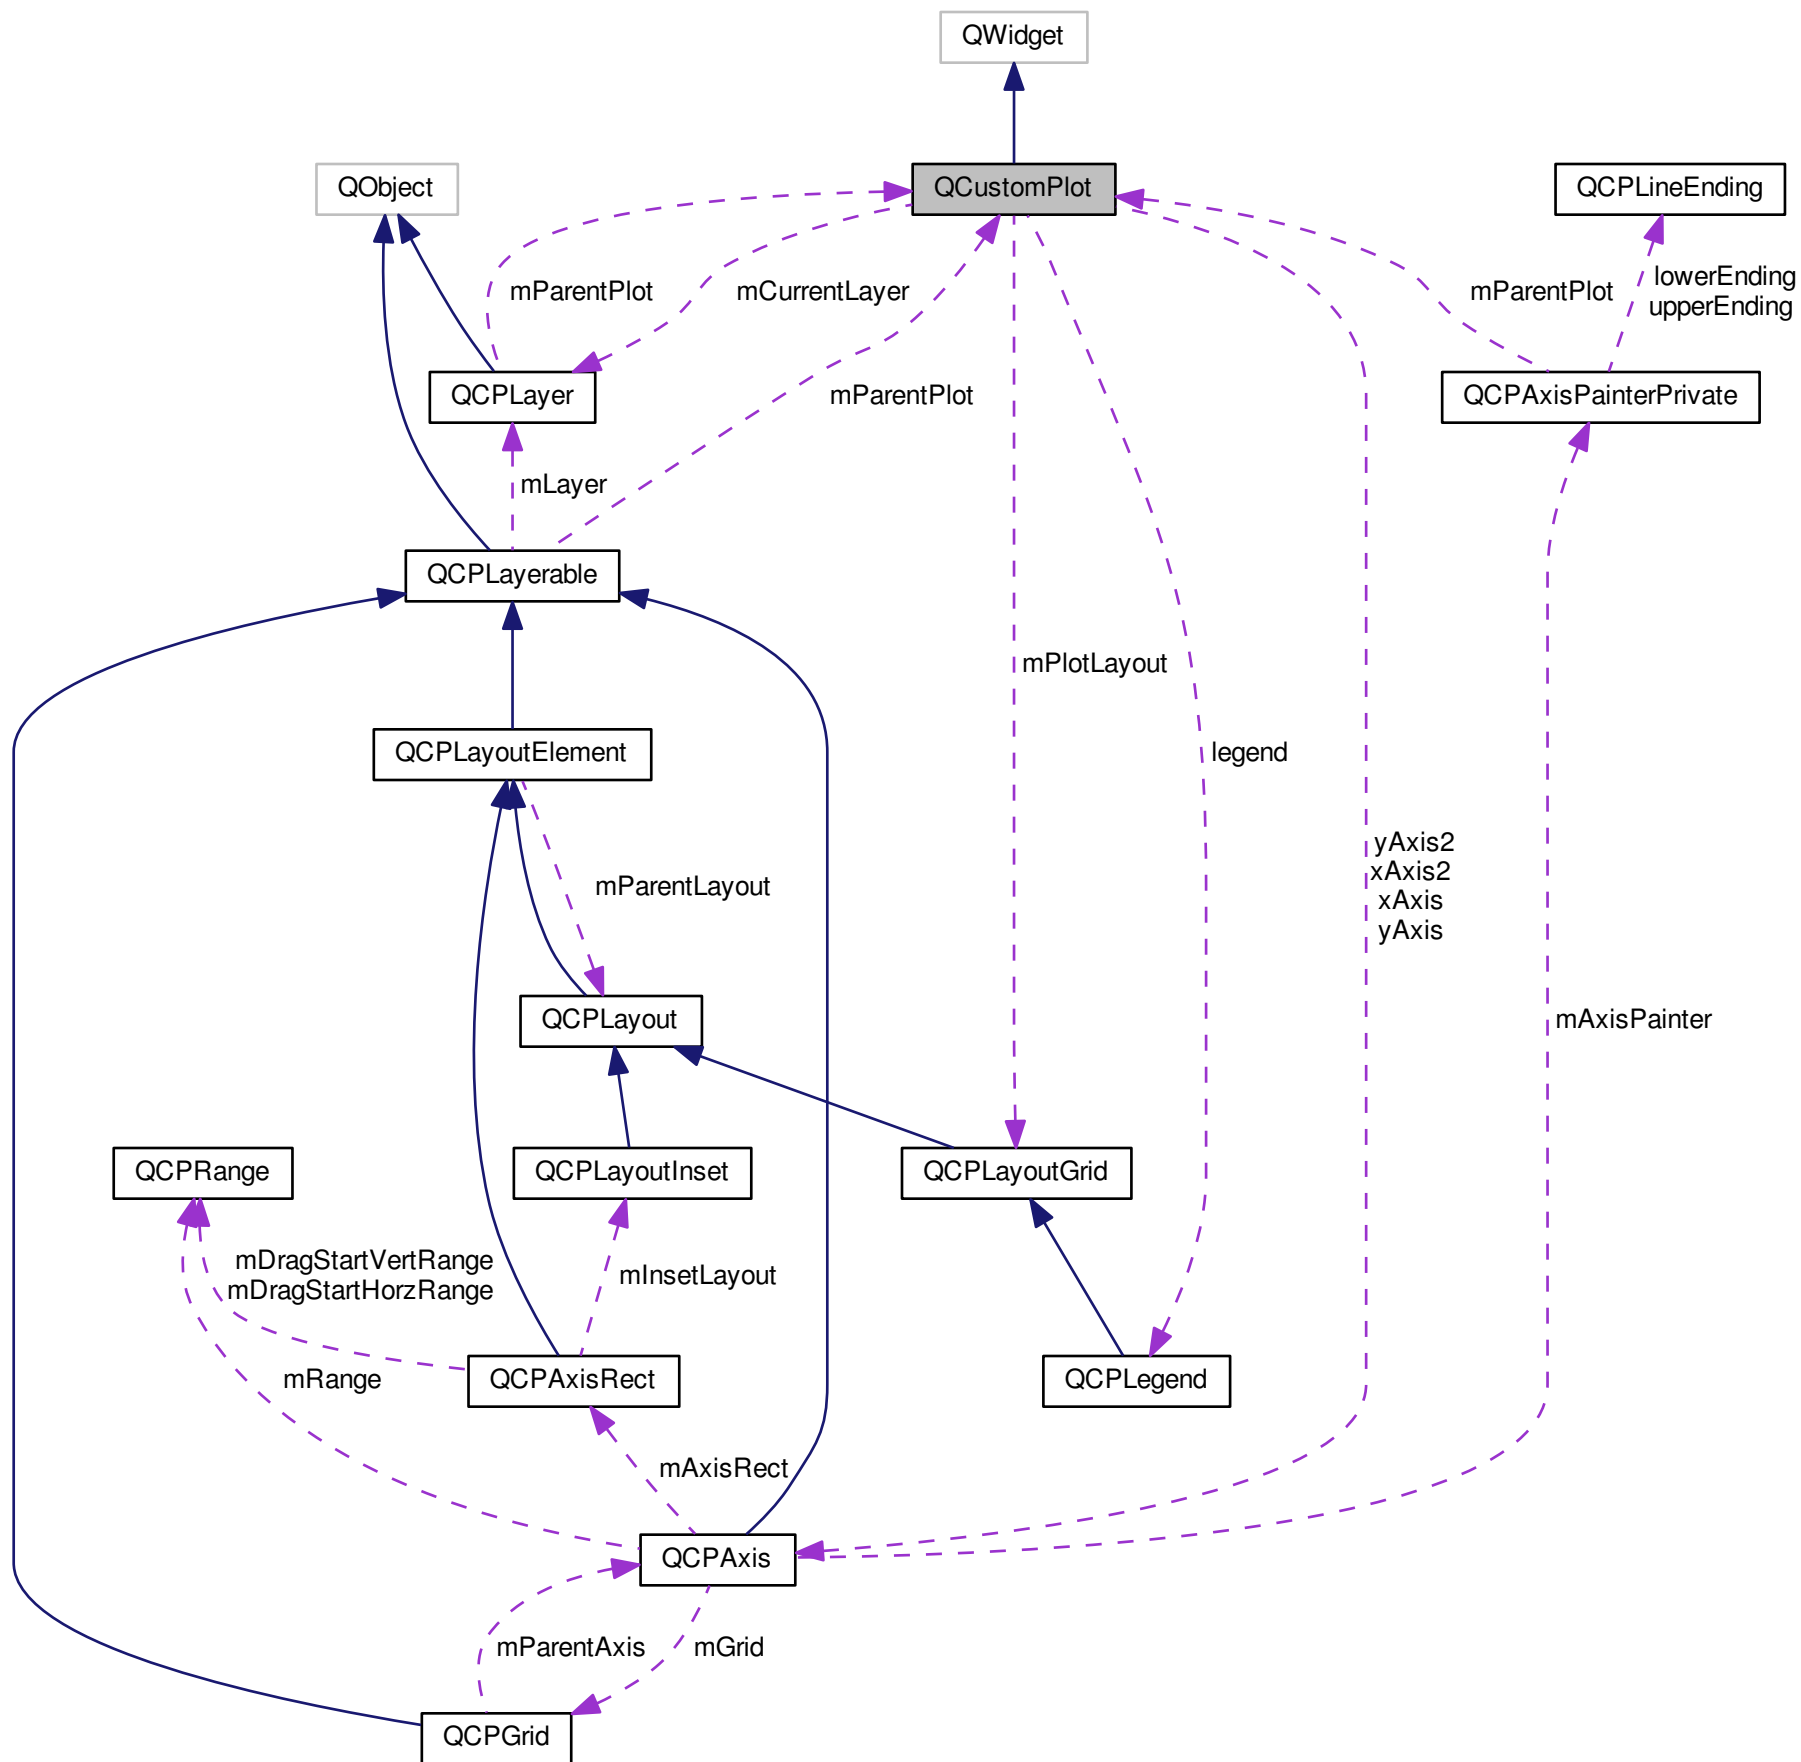 QWidget
QObject
QCustomPlot
QCPLineEnding
mParentPlot
mCurrentLayer
mParentPlot
lowerEnding
upperEnding
QCPLayer
mParentPlot
QCPAxisPainterPrivate
mLayer
QCPLayerable
mPlotLayout
QCPLayoutElement
legend
mParentLayout
yAxis2
xAxis2
xAxis
yAxis
QCPLayout
mAxisPainter
QCPRange
QCPLayoutInset
QCPLayoutGrid
mDragStartVertRange
mDragStartHorzRange
mInsetLayout
mRange
QCPAxisRect
QCPLegend
mAxisRect
QCPAxis
mParentAxis
mGrid
QCPGrid